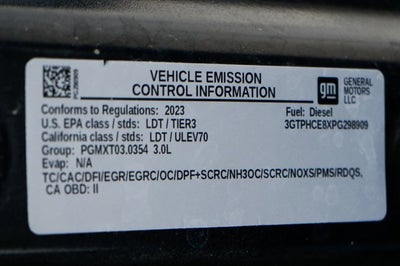 VEHICLE EMISSION
CONTROL INFORMATION
gm
GENERAL
MOTORS
LLC
Conforms to Regulations: 2023
Fuel: Diesel
U.S. EPA class / stds: LDT / TIER3
3GTPHCE8XPG298909
California class / stds: LDT / ULEV70
Group: PGMXT03.0354 3.0L
Evap: N/A
TC/CAC/DFI/EGR/EGRC/OC/DPF+SCRC/NH3OC/SCRC/NOXS/PMS/RDQS,
CA OBD: II